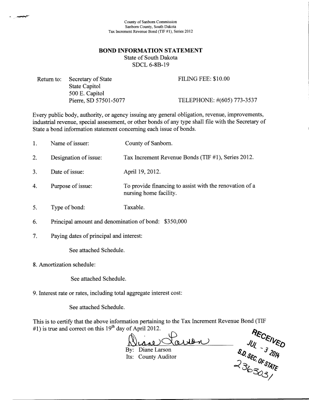 County of Sanborn Commission
Sanborn County, South Dakota
Tax Increment Revenue Bond (TIF #1), Series 2012
BOND INFORMATION STATEMENT
State of South Dakota
SDCL 6-8B-19
Return to: Secretary of State FILING FEE: $10.00
State Capitol
500 E. Capitol
Pierre, SD 57501-5077 TELEPHONE: #(605) 773-3537
Every public body, authority, or agency issuing any general obligation, revenue, improvements,
industrial revenue, special assessment, or other bonds of any type shall file with the Secretary of
State a bond information statement concerning each issue of bonds.
1. Name of issuer: County of Sanborn.
2. Designation of issue: Tax Increment Revenue Bonds (TIF #1), Series 2012.
3. Date of issue: April 19, 2012.
4. Purpose of issue: To provide financing to assist with the renovation of a
nursing home facility.
5. Type of bond: Taxable.
6. Principal amount and denomination of bond: $350,000
7. Paying dates of principal and interest:
See attached Schedule.
8. Amortization schedule:
See attached Schedule.
9. Interest rate or rates, including total aggregate interest cost:
See attached Schedule.
This is to certify that the above information pertaining to the Tax Increment Revenue Bond (TIF
#1) is true and correct on this 19th day of April 2012.
Diane Larson
By: Diane Larson
Its: County Auditor
RECEIVED
JUL - 3 2014
S.D. SEC. OF STATE
2363031